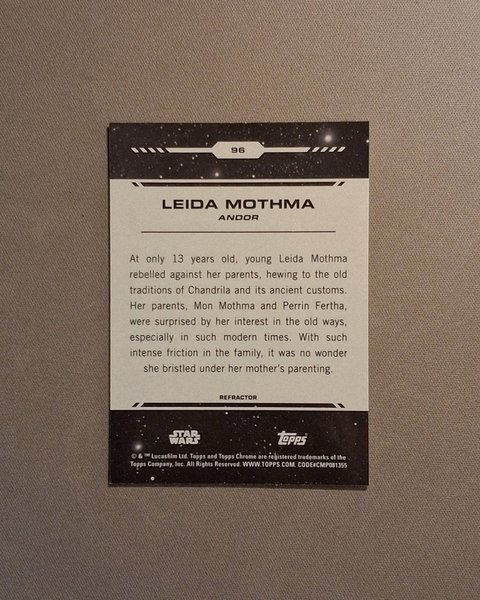 96
LEIDA MOTHMA
ANDOR
At only 13 years old, young Leida Mothma
rebelled against her parents, hewing to the old
traditions of Chandrila and its ancient customs.
Her parents, Mon Mothma and Perrin Fertha,
were surprised by her interest in the old ways,
especially in such modern times. With such
intense friction in the family, it was no wonder
she bristled under her mother's parenting.
REFRACTOR
STAR
WARS
Topps
© & ™ Lucasfilm Ltd. Topps and Topps Chrome are registered trademarks of the
Topps Company, Inc. All Rights Reserved. WWW.TOPPS.COM. CODE#CMP081355